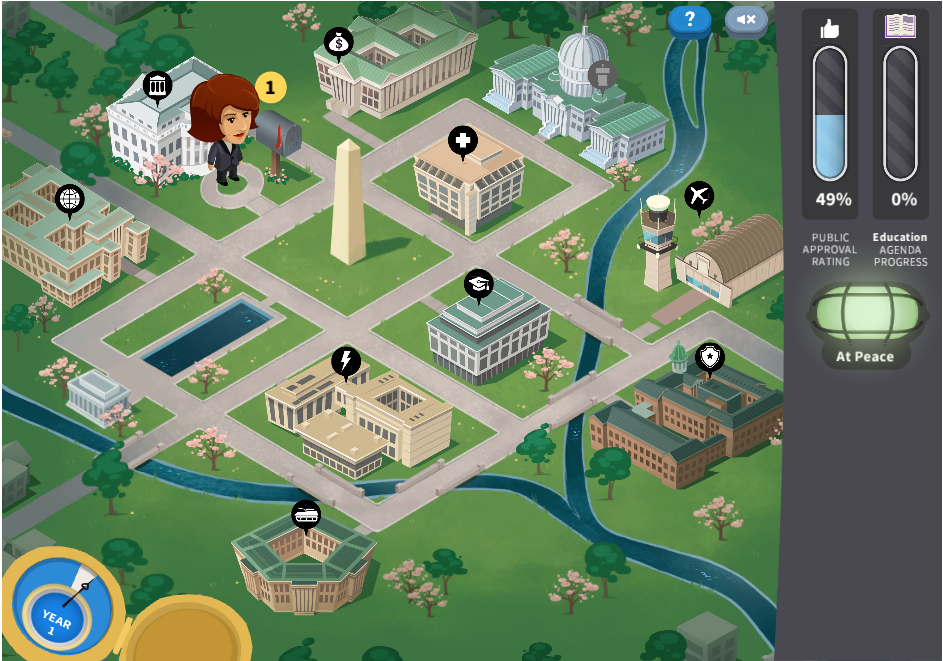 ?
1
$
49%
0%
PUBLIC
APPROVAL
RATING
Education
AGENDA
PROGRESS
At Peace
YEAR
1